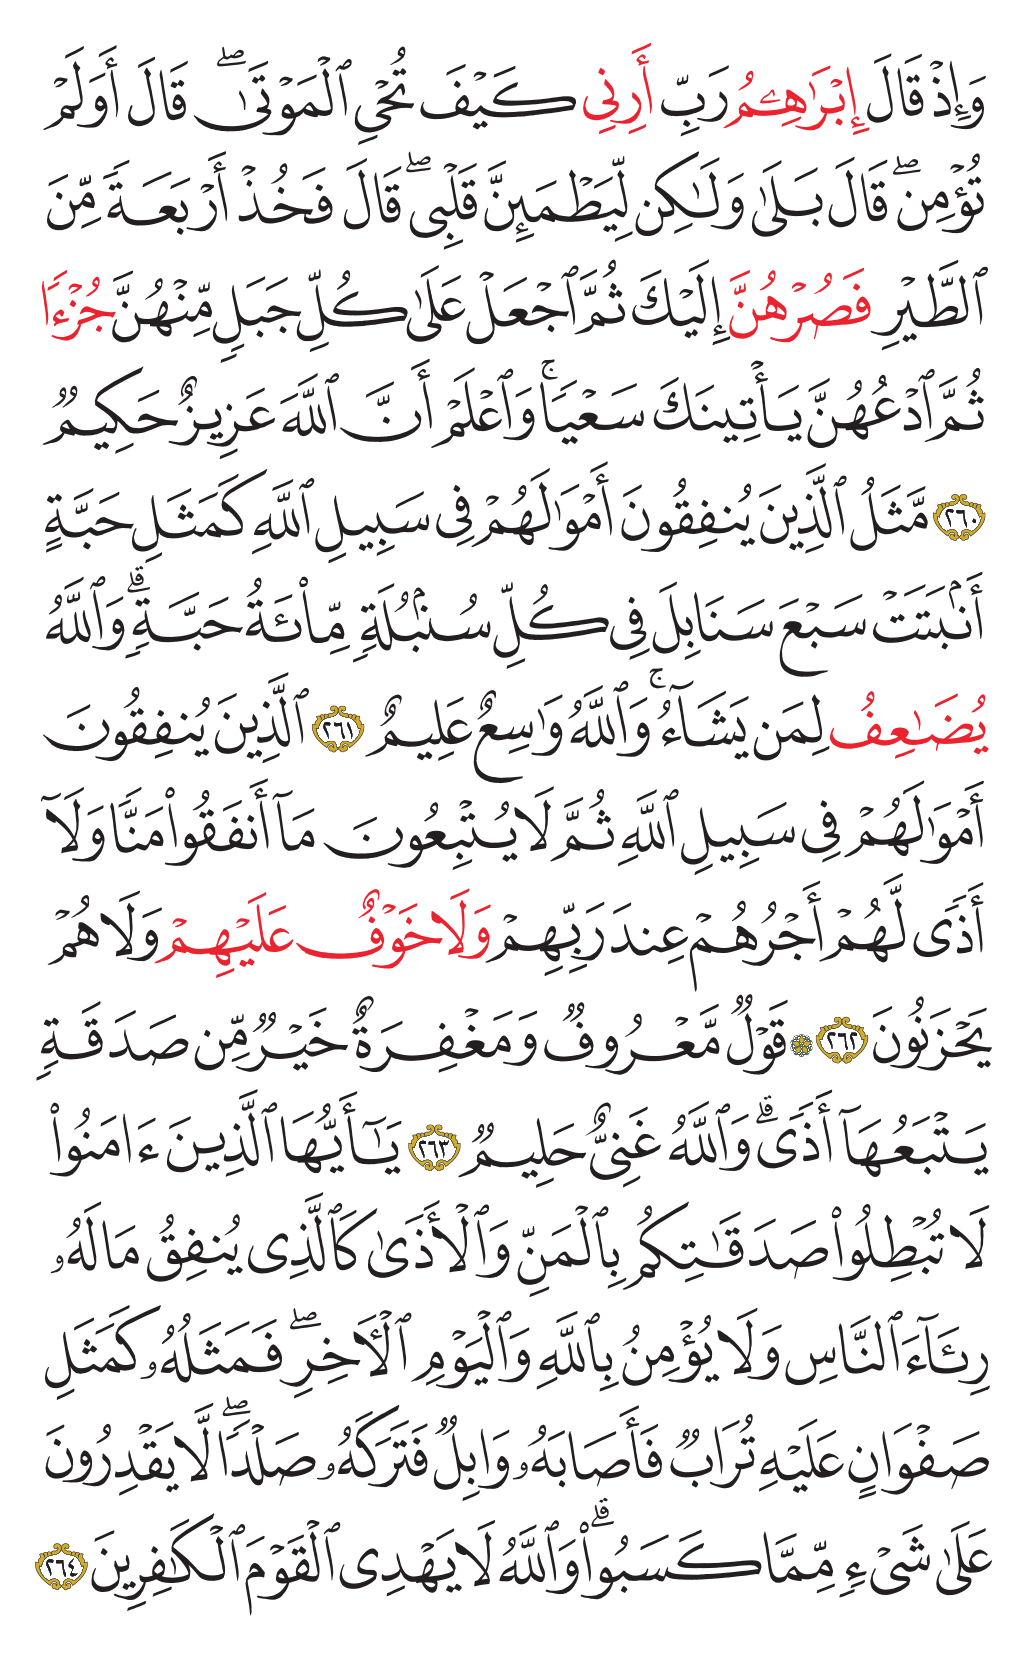 وَإِذْ قَالَ إِبْرَٰهِـۧمُ رَبِّ أَرِنِى كَيْفَ تُحْىِ ٱلْمَوْتَىٰ ۖ قَالَ أَوَلَمْ
تُؤْمِن ۖ قَالَ بَلَىٰ وَلَـٰكِن لِّيَطْمَئِنَّ قَلْبِى ۖ قَالَ فَخُذْ أَرْبَعَةً مِّنَ
ٱلطَّيْرِ فَصُرْهُنَّ إِلَيْكَ ثُمَّ ٱجْعَلْ عَلَىٰ كُلِّ جَبَلٍ مِّنْهُنَّ جُزْءًا
ثُمَّ ٱدْعُهُنَّ يَأْتِينَكَ سَعْيًا ۚ وَٱعْلَمْ أَنَّ ٱللَّهَ عَزِيزٌ حَكِيمٌ
٢٦٠ مَّثَلُ ٱلَّذِينَ يُنفِقُونَ أَمْوَٰلَهُمْ فِى سَبِيلِ ٱللَّهِ كَمَثَلِ حَبَّةٍ
أَنۢبَتَتْ سَبْعَ سَنَابِلَ فِى كُلِّ سُنۢبُلَةٍ مِّا۟ئَةُ حَبَّةٍ ۗ وَٱللَّهُ
يُضَـٰعِفُ لِمَن يَشَآءُ ۚ وَٱللَّهُ وَٰسِعٌ عَلِيمٌ ٢٦١ ٱلَّذِينَ يُنفِقُونَ
أَمْوَٰلَهُمْ فِى سَبِيلِ ٱللَّهِ ثُمَّ لَا يُتْبِعُونَ مَآ أَنفَقُوا۟ مَنًّا وَلَآ
أَذًى لَّهُمْ أَجْرُهُمْ عِندَ رَبِّهِمْ وَلَا خَوْفٌ عَلَيْهِمْ وَلَا هُمْ
يَحْزَنُونَ ٢٦٢ ۞ قَوْلٌ مَّعْرُوفٌ وَمَغْفِرَةٌ خَيْرٌ مِّن صَدَقَةٍ
يَتْبَعُهَآ أَذًى ۗ وَٱللَّهُ غَنِىٌّ حَلِيمٌ ٢٦٣ يَـٰٓأَيُّهَا ٱلَّذِينَ ءَامَنُوا۟
لَا تُبْطِلُوا۟ صَدَقَـٰتِكُم بِٱلْمَنِّ وَٱلْأَذَىٰ كَٱلَّذِى يُنفِقُ مَالَهُۥ
رِئَآءَ ٱلنَّاسِ وَلَا يُؤْمِنُ بِٱللَّهِ وَٱلْيَوْمِ ٱلْـَٔاخِرِ ۖ فَمَثَلُهُۥ كَمَثَلِ
صَفْوَانٍ عَلَيْهِ تُرَابٌ فَأَصَابَهُۥ وَابِلٌ فَتَرَكَهُۥ صَلْدًا ۖ لَّا يَقْدِرُونَ
عَلَىٰ شَىْءٍ مِّمَّا كَسَبُوا۟ ۗ وَٱللَّهُ لَا يَهْدِى ٱلْقَوْمَ ٱلْكَـٰفِرِينَ ٢٦٤